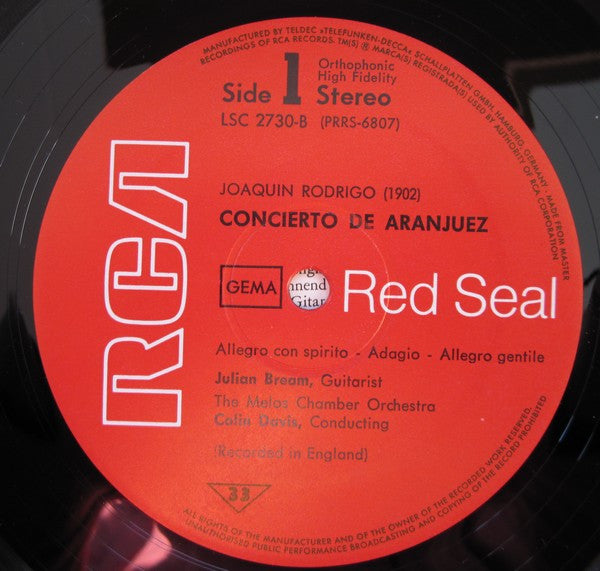 MANUFACTURED BY TELDEC »TELEFUNKEN-DECCA« SCHALLPLATTEN GMBH, HAMBURG, GERMANY · MADE FROM MASTER
RECORDINGS OF RCA RECORDS. TM(S) ® MARCA(S) REGISTRADA(S) USED BY AUTHORITY OF RCA CORPORATION
Orthophonic
High Fidelity
Side 1 Stereo
LSC 2730-B (PRRS-6807)
RCA
JOAQUIN RODRIGO (1902)
CONCIERTO DE ARANJUEZ
GEMA
nnend
Gitar
Red Seal
Allegro con spirito - Adagio - Allegro gentile
Julian Bream, Guitarist
The Melos Chamber Orchestra
Colin Davis, Conducting
(Recorded in England)
33
ALL RIGHTS OF THE MANUFACTURER AND OF THE OWNER OF THE RECORDED WORK RESERVED.
UNAUTHORISED PUBLIC PERFORMANCE BROADCASTING AND COPYING OF THIS RECORD PROHIBITED